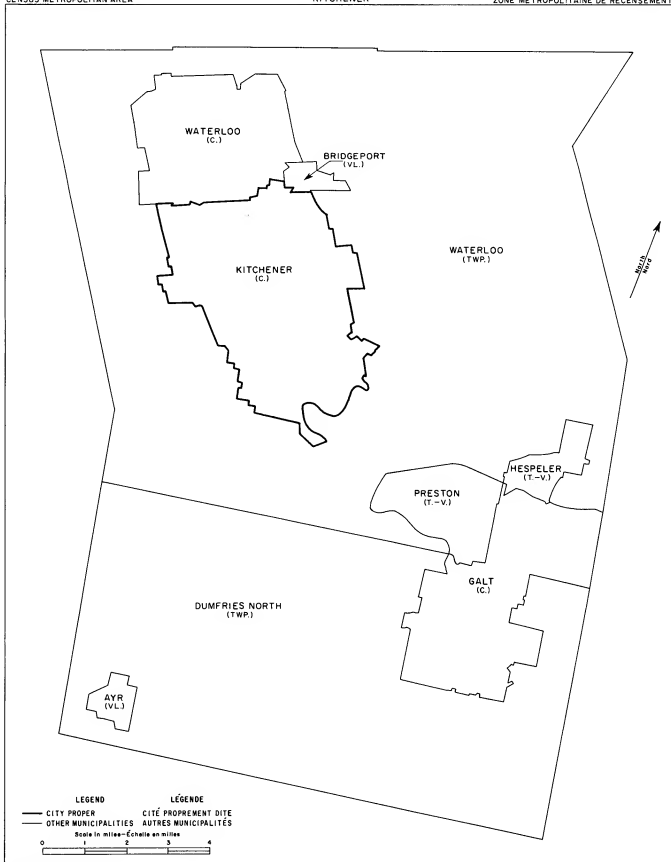 CENSUS METROPOLITAN AREA
KITCHENER
ZONE MÉTROPOLITAINE DE RECENSEMENT
WATERLOO
(C.)
BRIDGEPORT
(VL.)
WATERLOO
(TWP.)
North
Nord
KITCHENER
(C.)
HESPELER
(T.-V.)
PRESTON
(T.-V.)
GALT
(C.)
DUMFRIES NORTH
(TWP.)
AYR
(VL.)
LEGEND LÉGENDE
CITY PROPER CITÉ PROPREMENT DITE
OTHER MUNICIPALITIES AUTRES MUNICIPALITÉS
Scale in miles-Échelle en milles
0 1 2 3 4